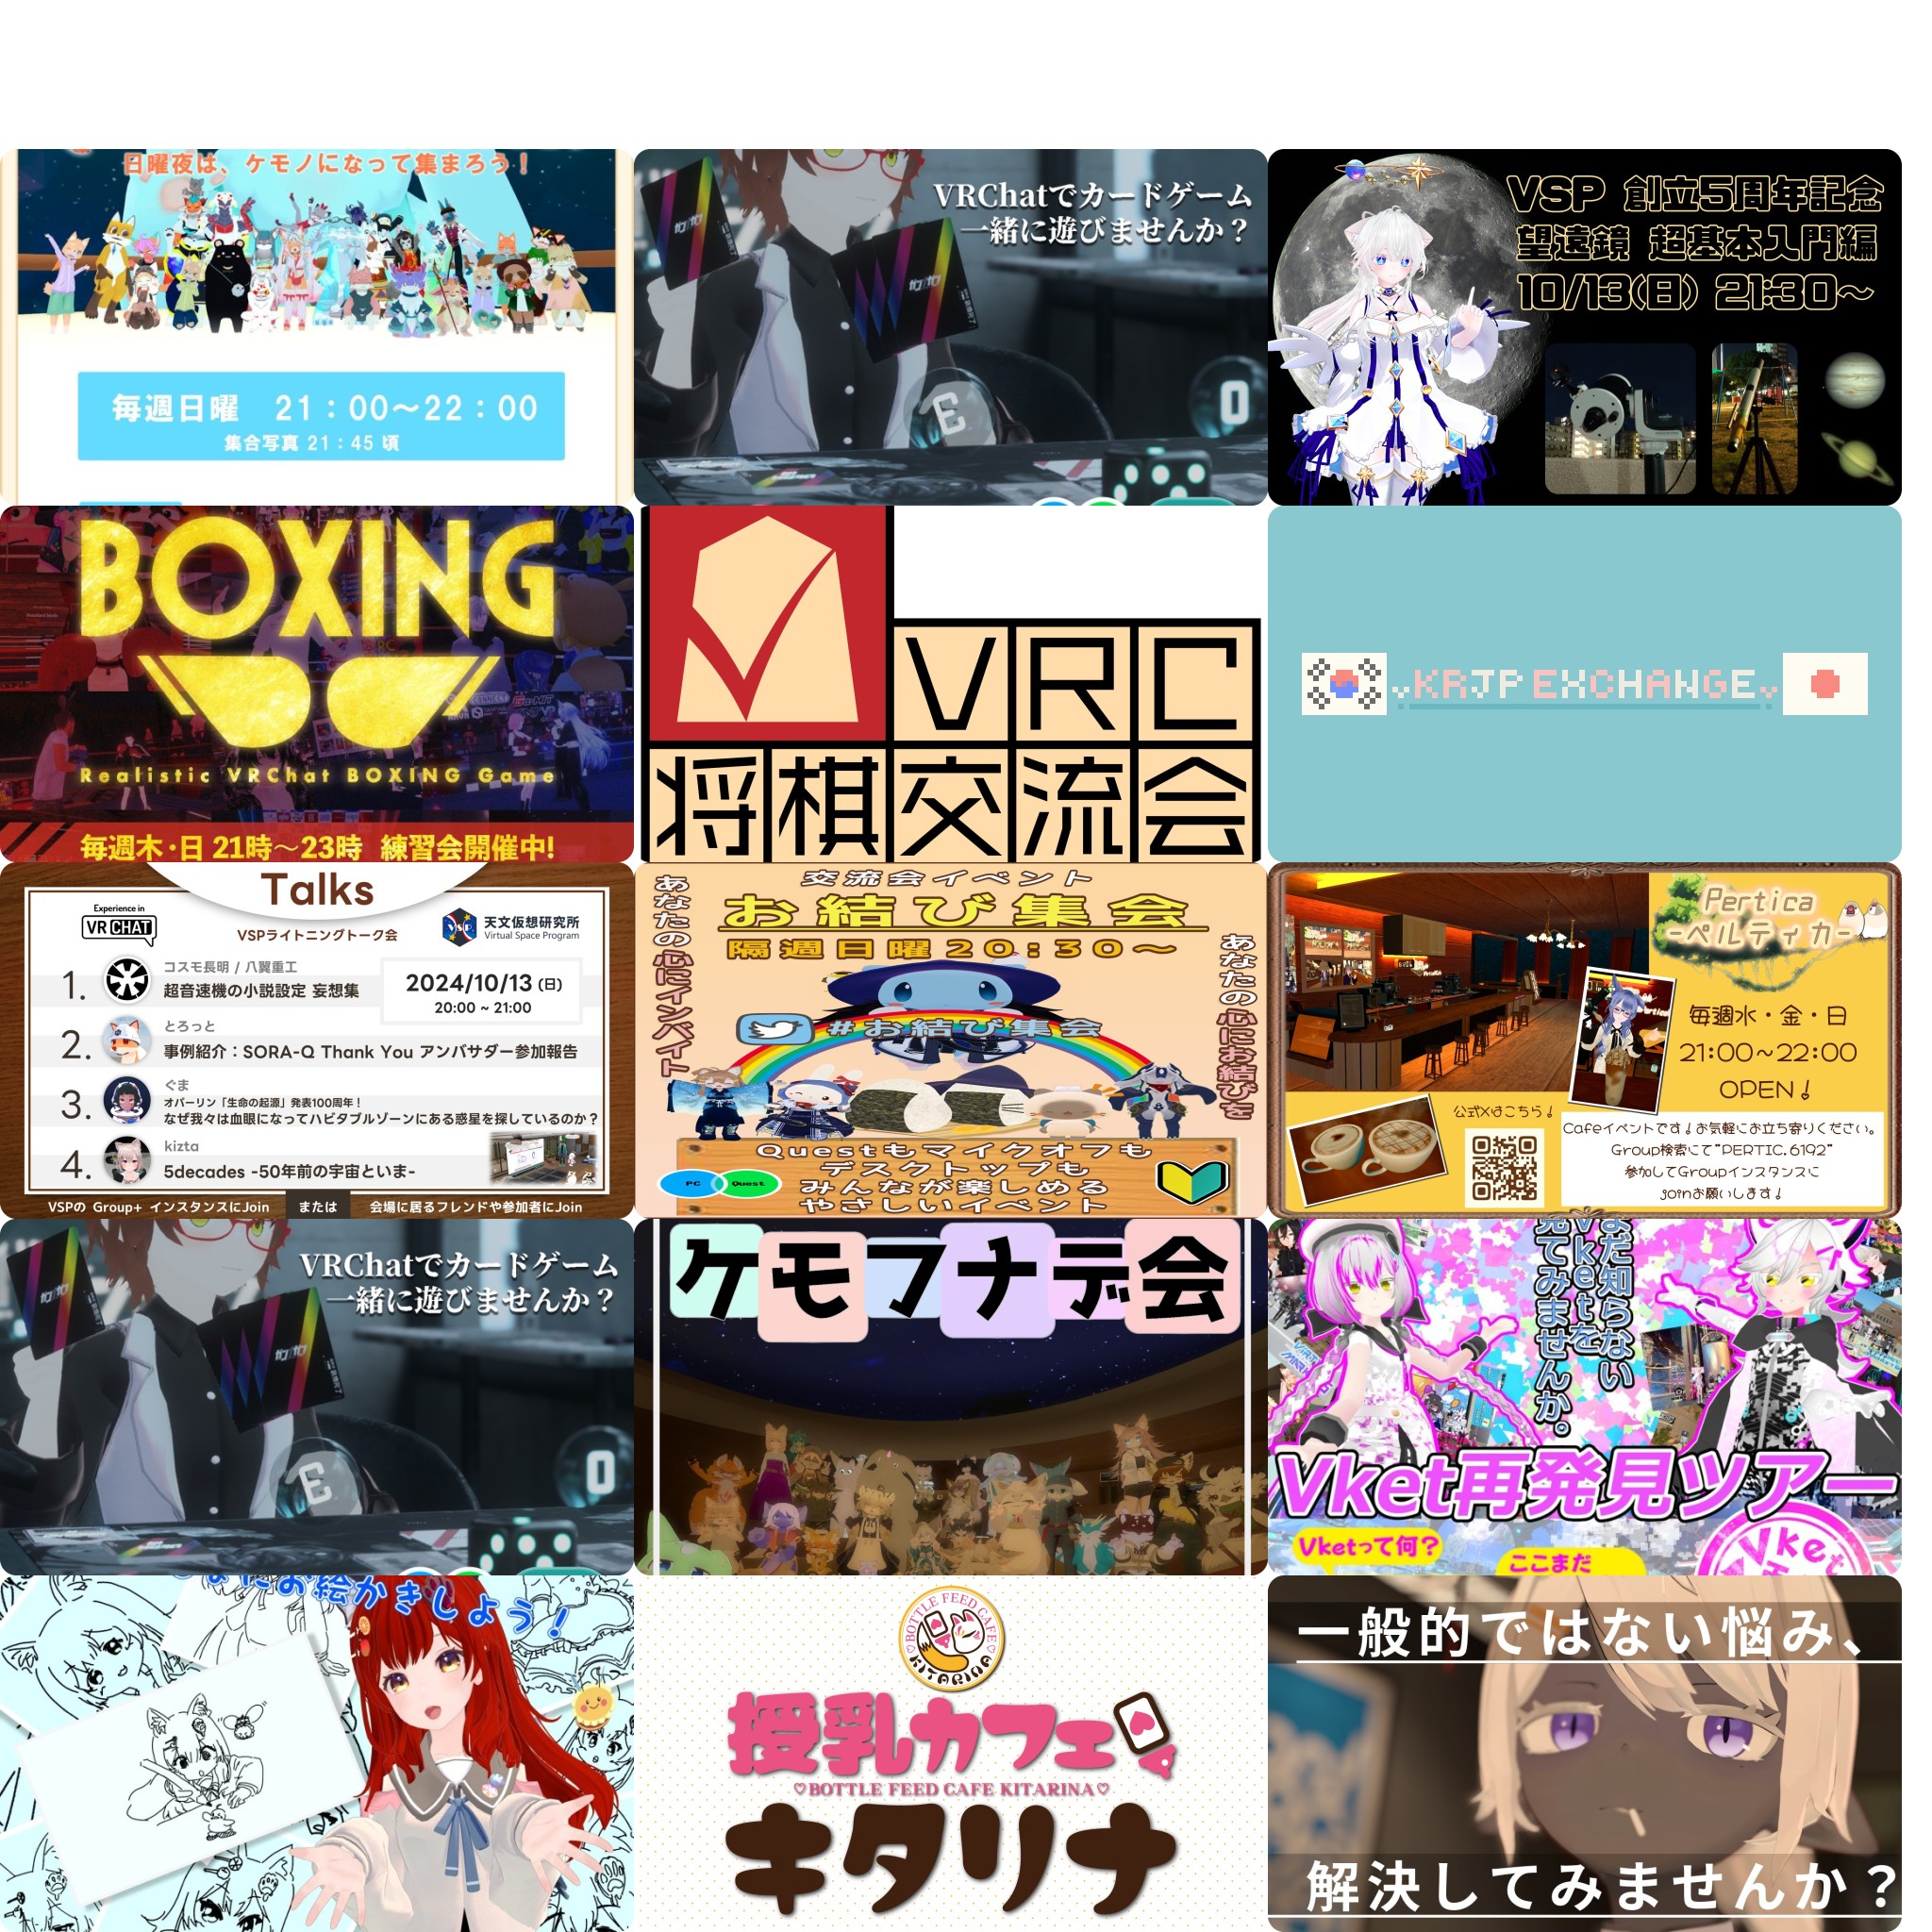 日曜夜は、ケモノになって集まろう！
毎週日曜　21：00～22：00
集合写真 21：45 頃
VRChatでカードゲーム
一緒に遊びませんか？
E
O
VSP 創立5周年記念
望遠鏡 超基本入門編
10/13(日) 21:30～
BOXING
Realistic VRChat BOXING Game
毎週木・日 21時～23時 練習会開催中!
VRC
将棋交流会
KRJP EXCHANGE
Talks
Experience in
VRCHAT
VSPライトニングトーク会
VSP
天文仮想研究所
Virtual Space Program
2024/10/13 (日)
20:00 ~ 21:00
1.
コスモ長明 / 八翼重工
超音速機の小説設定 妄想集
2.
とろっと
事例紹介：SORA-Q Thank You アンバサダー参加報告
3.
ぐま
オパーリン「生命の起源」発表100周年！
なぜ我々は血眼になってハビタブルゾーンにある惑星を探しているのか？
4.
kizta
5decades -50年前の宇宙といま-
VSPの Group+ インスタンスにJoin
または
会場に居るフレンドや参加者にJoin
交流会イベント
お結び集会
隔週日曜20:30～
あなたの心にインバイト
あなたの心にお結びを
#お結び集会
Questもマイクオフも
デスクトップも
みんなが楽しめる
やさしいイベント
PC
Quest
Pertica
-ペルティカ-
毎週水・金・日
21:00~22:00
OPEN!
公式Xはこちら!
Cafeイベントです!お気軽にお立ち寄りください。
Group検索にて"PERTIC.6192"
参加してGroupインスタンスに
joinお願いします!
VRChatでカードゲーム
一緒に遊びませんか？
E
O
ケモフナデ会
まだ知らない
Vketを
見てみませんか。
Vket再発見ツアー
Vketって何?
ここまだ
Vket
お絵かきしよう！
BOTTLE FEED CAFE
KITARINA
授乳カフェ
♡BOTTLE FEED CAFE KITARINA♡
キタリナ
一般的ではない悩み、
解決してみませんか？